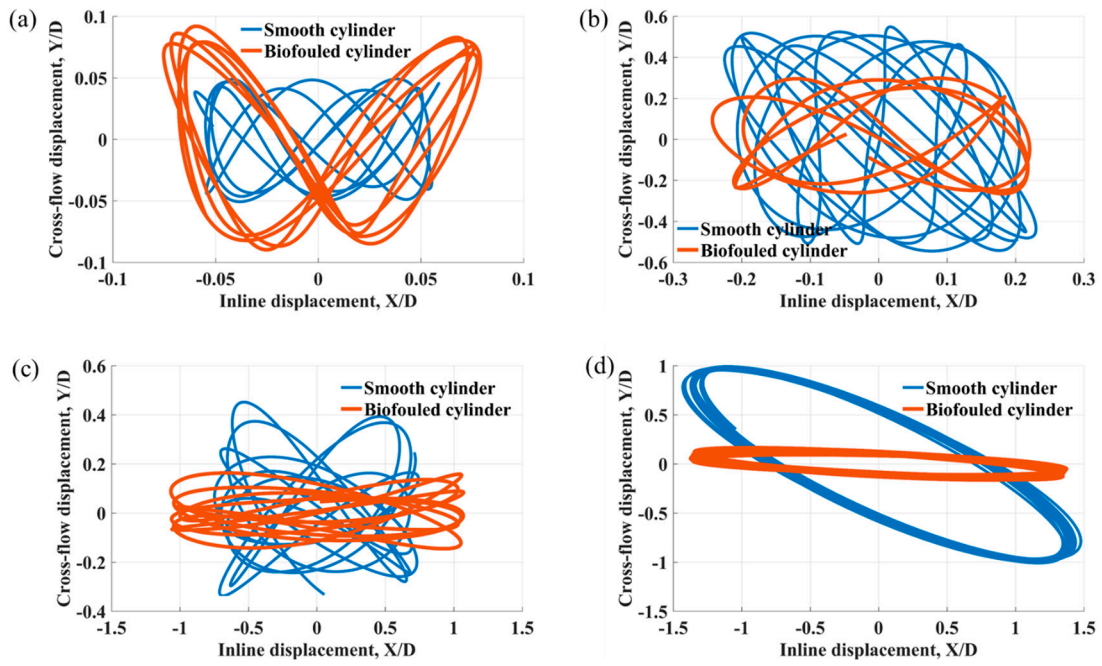 (a)
Cross-flow displacement, Y/D
0.1
0.05
0
-0.05
-0.1
Smooth cylinder
Biofouled cylinder
-0.1
-0.05
0
0.05
0.1
Inline displacement, X/D
(b)
Cross-flow displacement, Y/D
0.6
0.4
0.2
0
-0.2
-0.4
-0.6
Smooth cylinder
Biofouled cylinder
-0.3
-0.2
-0.1
0
0.1
0.2
0.3
Inline displacement, X/D
(c)
Cross-flow displacement, Y/D
0.6
0.4
0.2
0
-0.2
-0.4
Smooth cylinder
Biofouled cylinder
-1.5
-1
-0.5
0
0.5
1
1.5
Inline displacement, X/D
(d)
Cross-flow displacement, Y/D
1
0.5
0
-0.5
-1
-1.5
Smooth cylinder
Biofouled cylinder
-1.5
-1
-0.5
0
0.5
1
1.5
Inline displacement, X/D